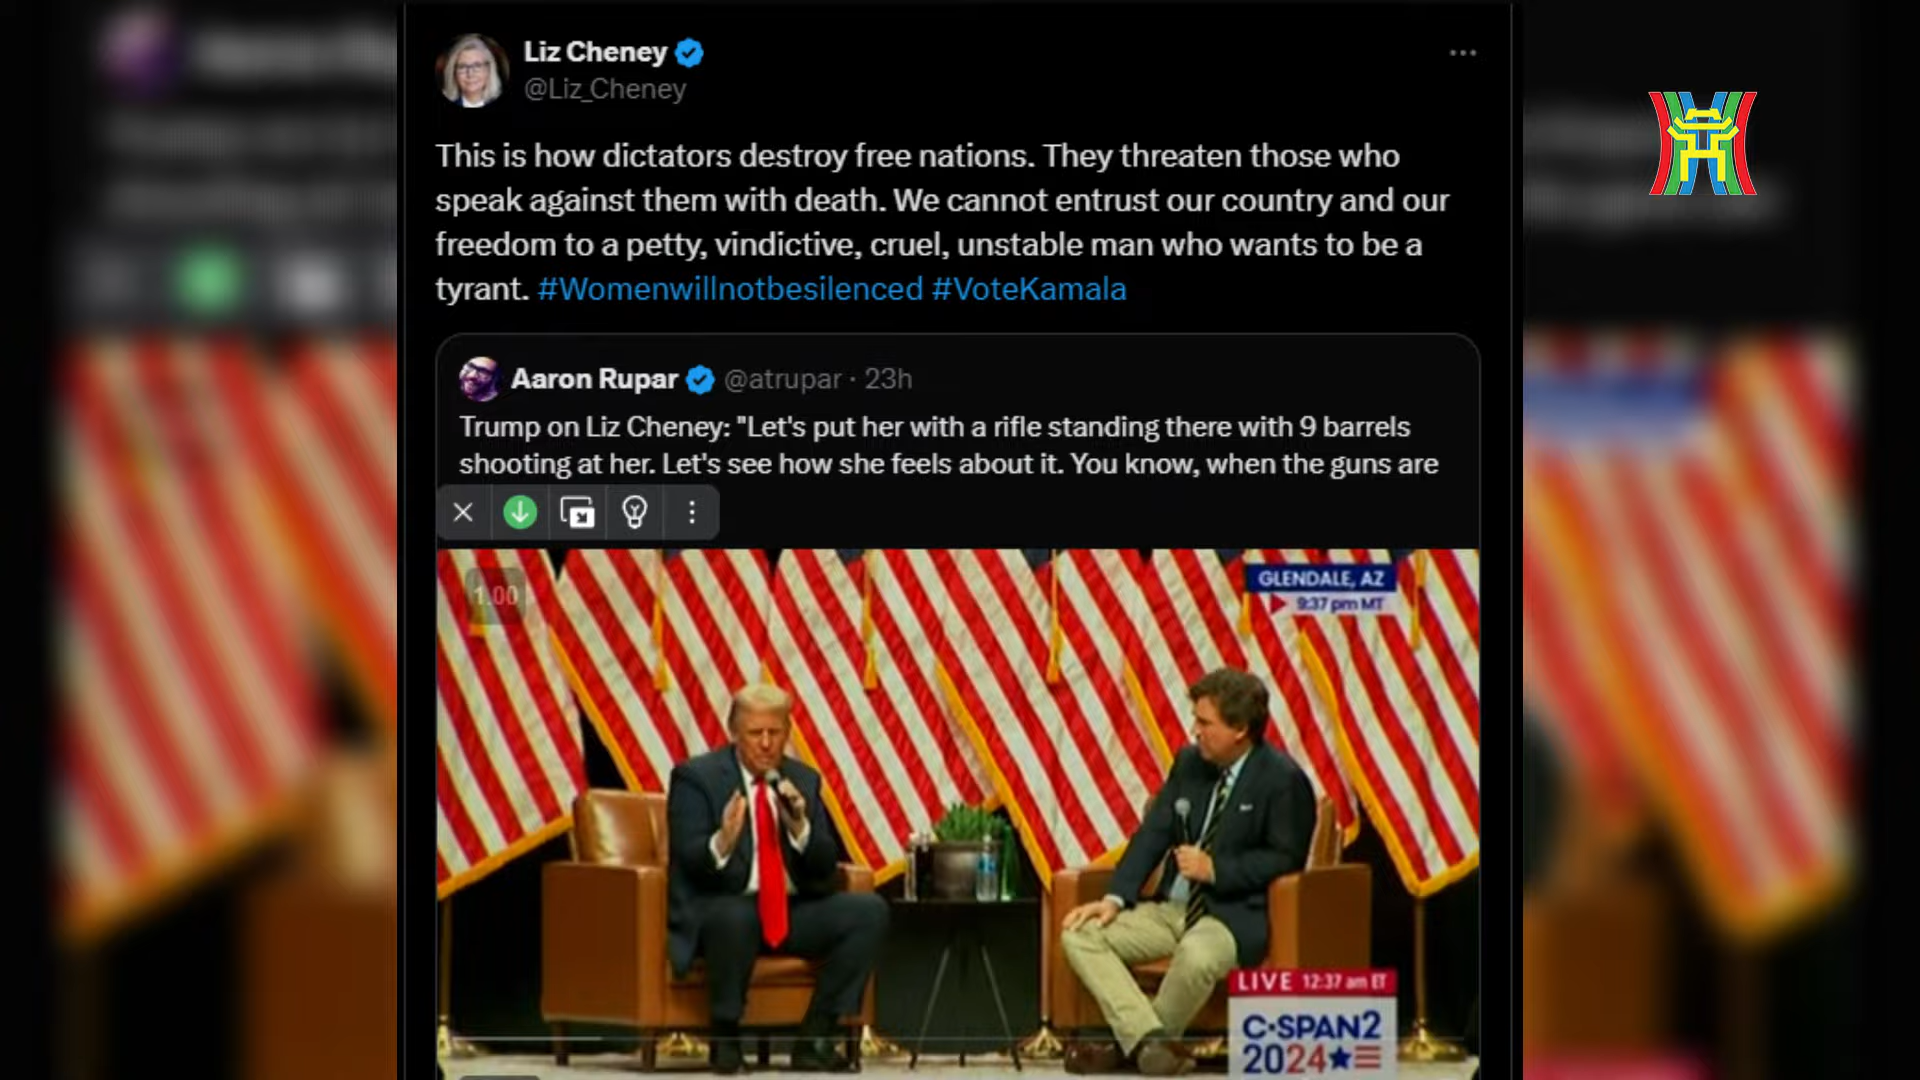 Liz Cheney
@Liz_Cheney
This is how dictators destroy free nations. They threaten those who
speak against them with death. We cannot entrust our country and our
freedom to a petty, vindictive, cruel, unstable man who wants to be a
tyrant. #Womenwillnotbesilenced #VoteKamala
Aaron Rupar @atrupar · 23h
Trump on Liz Cheney: "Let's put her with a rifle standing there with 9 barrels
shooting at her. Let's see how she feels about it. You know, when the guns are
1.00
GLENDALE, AZ
9:37 pm MT
LIVE 12:37 am ET
C-SPAN2
2024